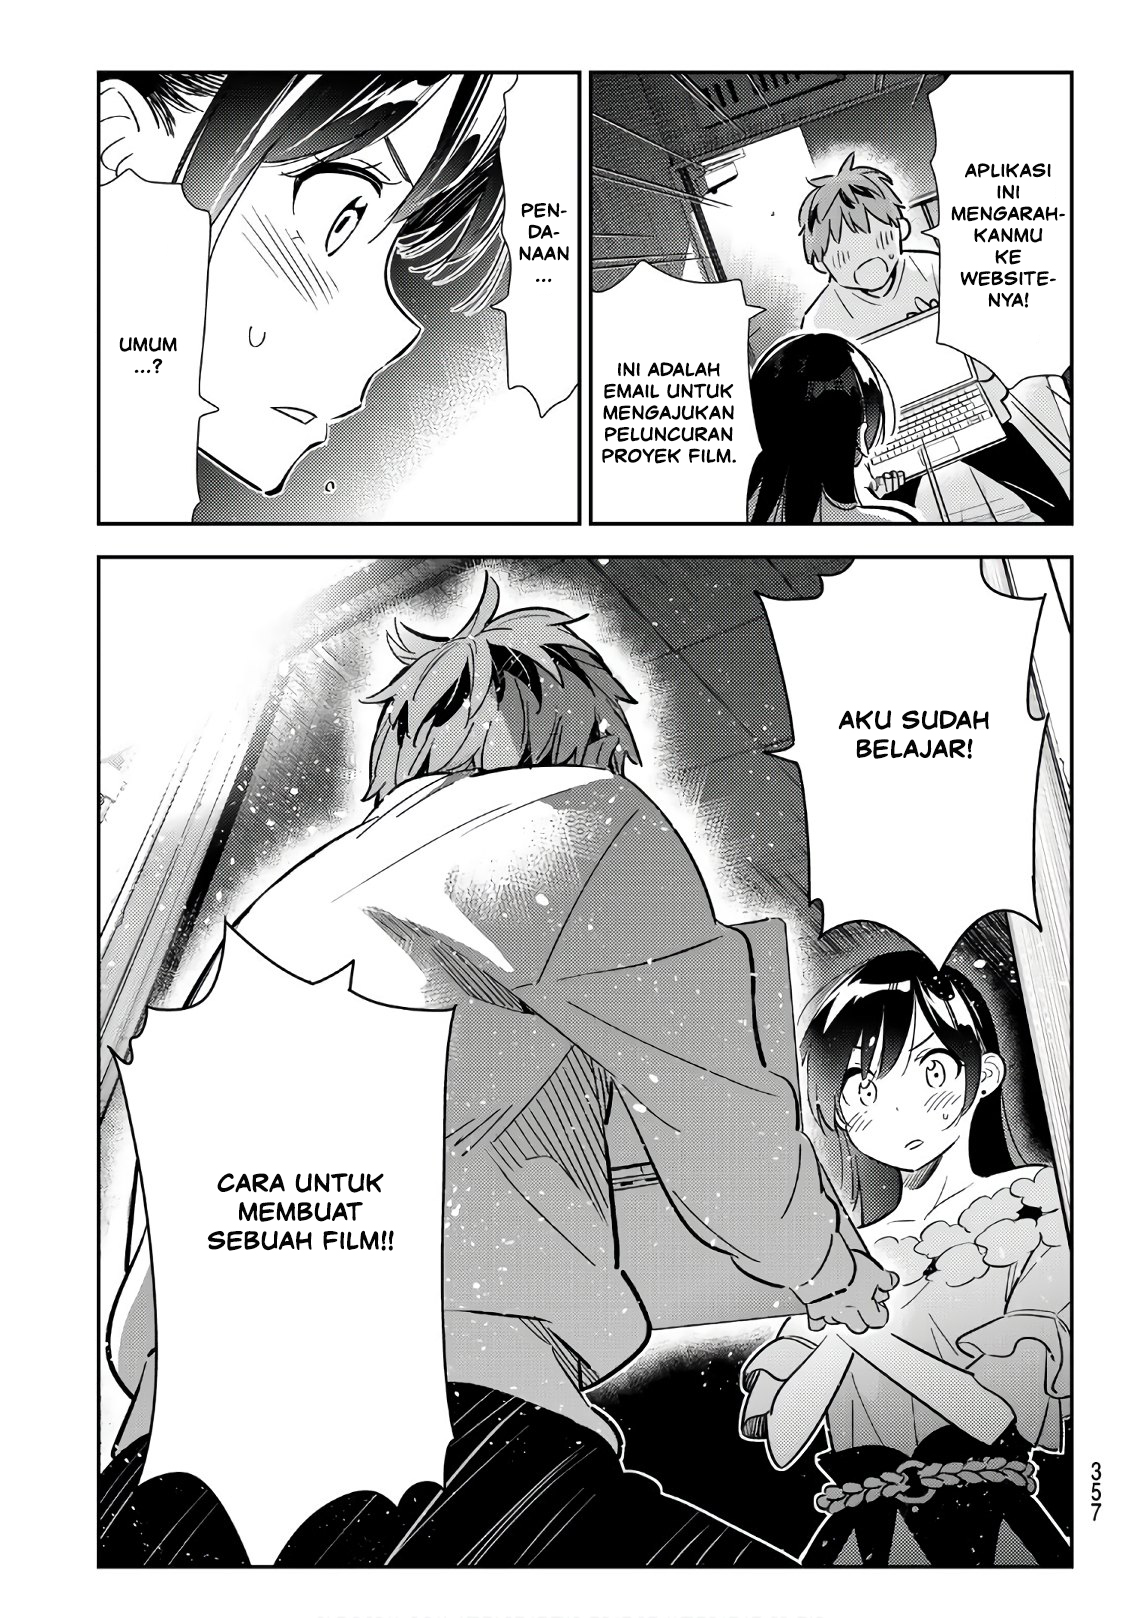 APLIKASI
INI
MENGARAH-
KANMU
KE
WEBSITE-
NYA!
INI ADALAH
EMAIL UNTUK
MENGAJUKAN
PELUNCURAN
PROYEK FILM.
PEN-
DA-
NAAN
...
UMUM
...?
AKU SUDAH
BELAJAR!
CARA UNTUK
MEMBUAT
SEBUAH FILM!!
357